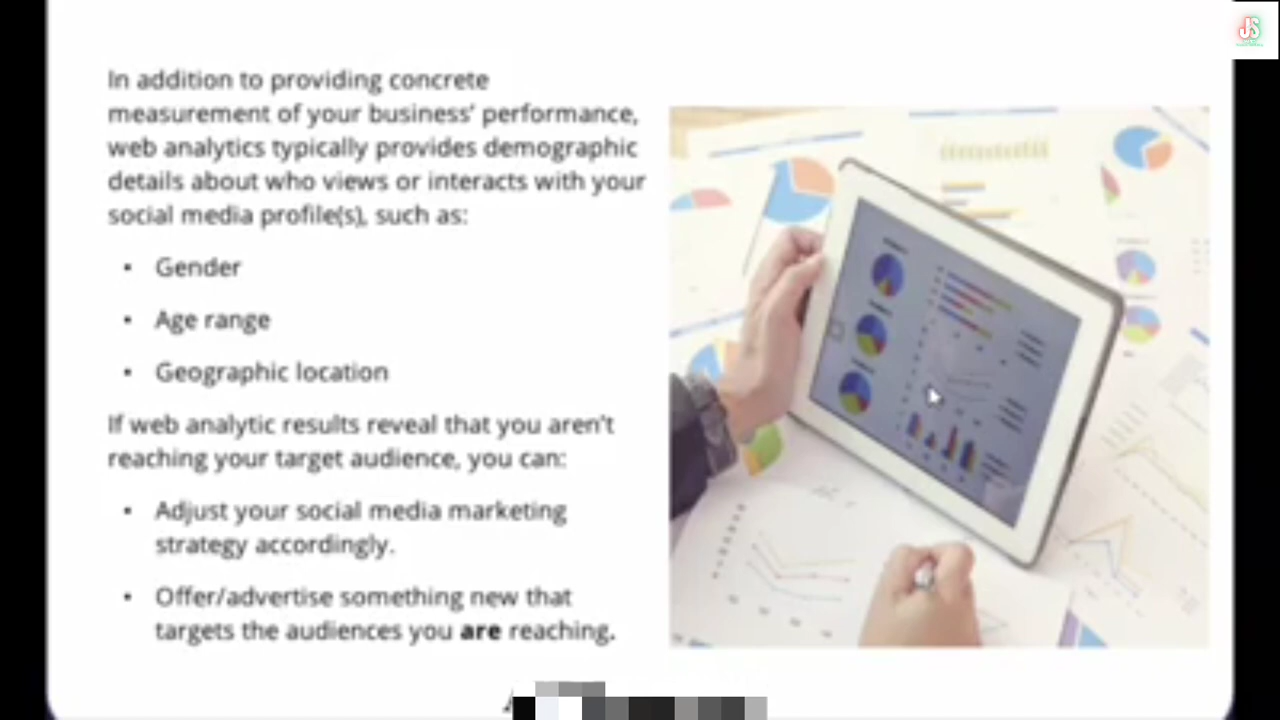 JS
In addition to providing concrete
measurement of your business' performance,
web analytics typically provides demographic
details about who views or interacts with your
social media profile(s), such as:
• Gender
• Age range
• Geographic location
If web analytic results reveal that you aren't
reaching your target audience, you can:
• Adjust your social media marketing
strategy accordingly.
• Offer/advertise something new that
targets the audiences you are reaching.